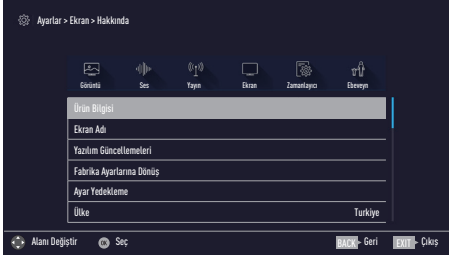 Ayarlar > Ekran > Hakkında
Görüntü Ses Yayın Ekran Zamanlayıcı Ebeveyn
Ürün Bilgisi
Ekran Adı
Yazılım Güncellemeleri
Fabrika Ayarlarına Dönüş
Ayar Yedekleme
Ülke Turkiye
Alanı Değiştir OK Seç BACK Geri EXIT Çıkış